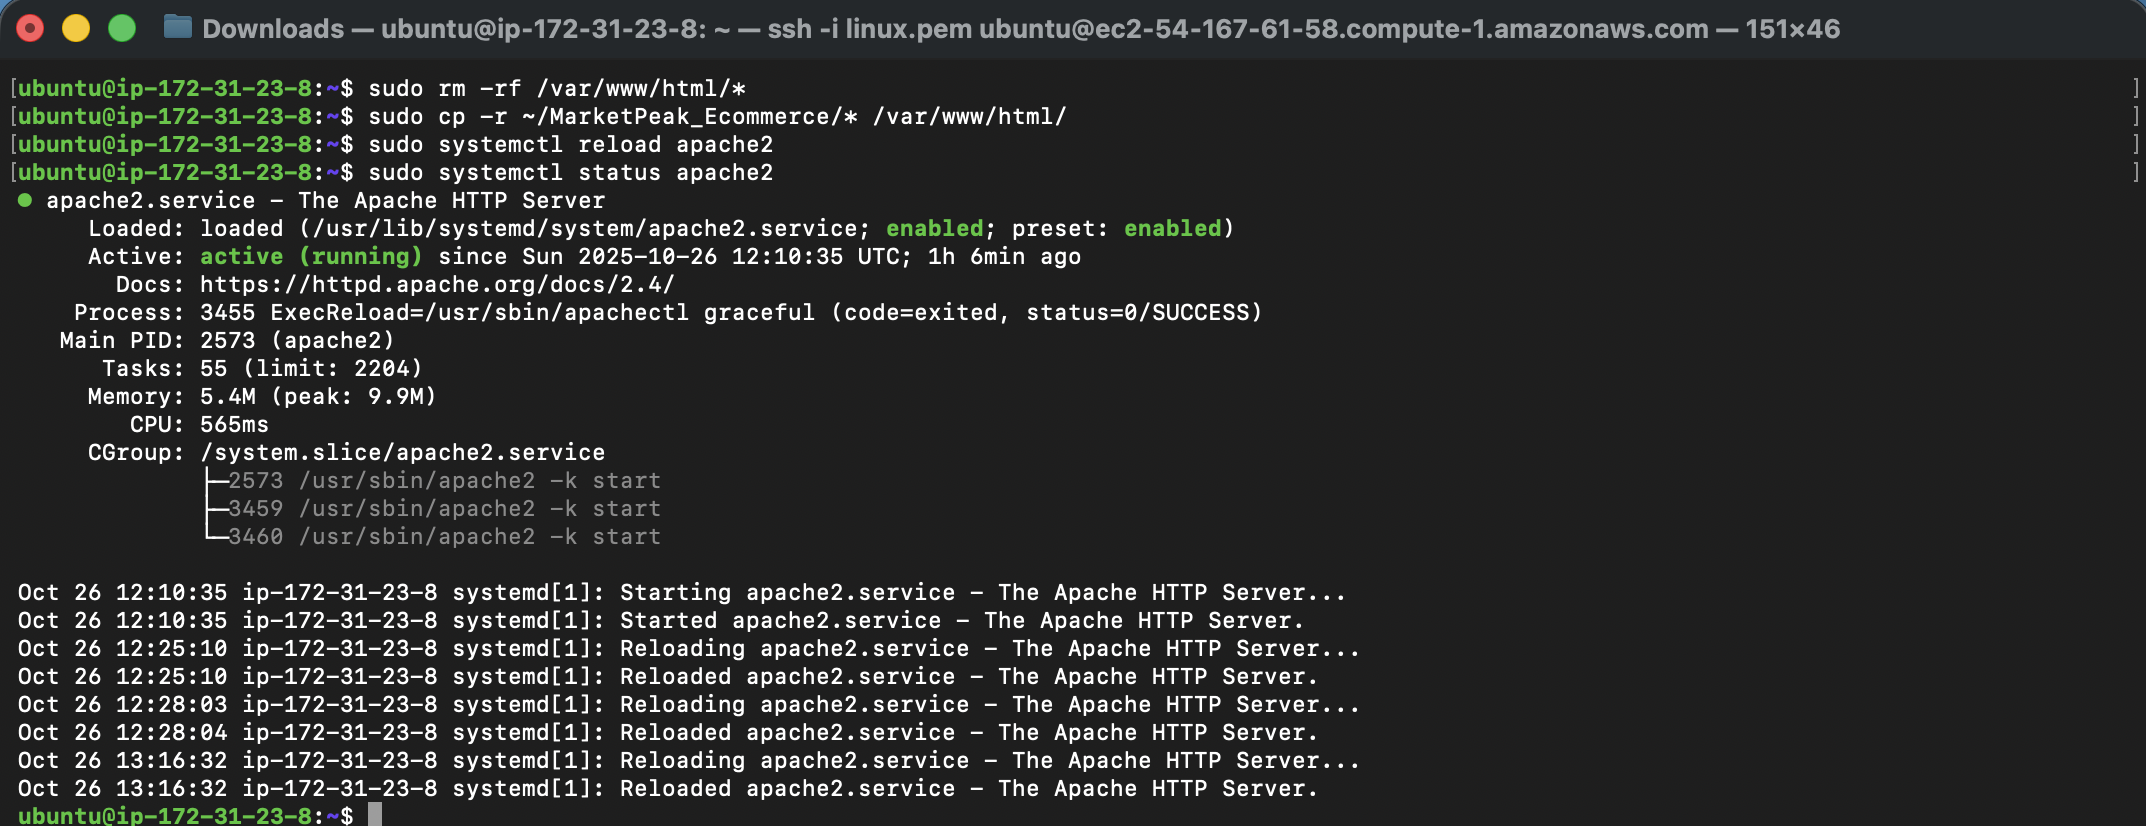 Downloads — ubuntu@ip-172-31-23-8: ~ — ssh -i linux.pem ubuntu@ec2-54-167-61-58.compute-1.amazonaws.com — 151×46
[ubuntu@ip-172-31-23-8:~$ sudo rm -rf /var/www/html/* ]
[ubuntu@ip-172-31-23-8:~$ sudo cp -r ~/MarketPeak_Ecommerce/* /var/www/html/ ]
[ubuntu@ip-172-31-23-8:~$ sudo systemctl reload apache2 ]
[ubuntu@ip-172-31-23-8:~$ sudo systemctl status apache2 ]
● apache2.service - The Apache HTTP Server
Loaded: loaded (/usr/lib/systemd/system/apache2.service; enabled; preset: enabled)
Active: active (running) since Sun 2025-10-26 12:10:35 UTC; 1h 6min ago
Docs: https://httpd.apache.org/docs/2.4/
Process: 3455 ExecReload=/usr/sbin/apachectl graceful (code=exited, status=0/SUCCESS)
Main PID: 2573 (apache2)
Tasks: 55 (limit: 2204)
Memory: 5.4M (peak: 9.9M)
CPU: 565ms
CGroup: /system.slice/apache2.service
├─2573 /usr/sbin/apache2 -k start
├─3459 /usr/sbin/apache2 -k start
└─3460 /usr/sbin/apache2 -k start
Oct 26 12:10:35 ip-172-31-23-8 systemd[1]: Starting apache2.service - The Apache HTTP Server...
Oct 26 12:10:35 ip-172-31-23-8 systemd[1]: Started apache2.service - The Apache HTTP Server.
Oct 26 12:25:10 ip-172-31-23-8 systemd[1]: Reloading apache2.service - The Apache HTTP Server...
Oct 26 12:25:10 ip-172-31-23-8 systemd[1]: Reloaded apache2.service - The Apache HTTP Server.
Oct 26 12:28:03 ip-172-31-23-8 systemd[1]: Reloading apache2.service - The Apache HTTP Server...
Oct 26 12:28:04 ip-172-31-23-8 systemd[1]: Reloaded apache2.service - The Apache HTTP Server.
Oct 26 13:16:32 ip-172-31-23-8 systemd[1]: Reloading apache2.service - The Apache HTTP Server...
Oct 26 13:16:32 ip-172-31-23-8 systemd[1]: Reloaded apache2.service - The Apache HTTP Server.
ubuntu@ip-172-31-23-8:~$